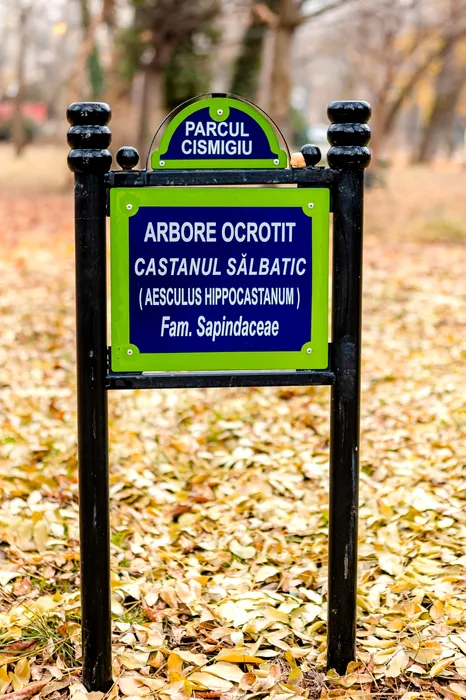 PARCUL
CISMIGIU
ARBORE OCROTIT
CASTANUL SĂLBATIC
(AESCULUS HIPPOCASTANUM)
Fam. Sapindaceae